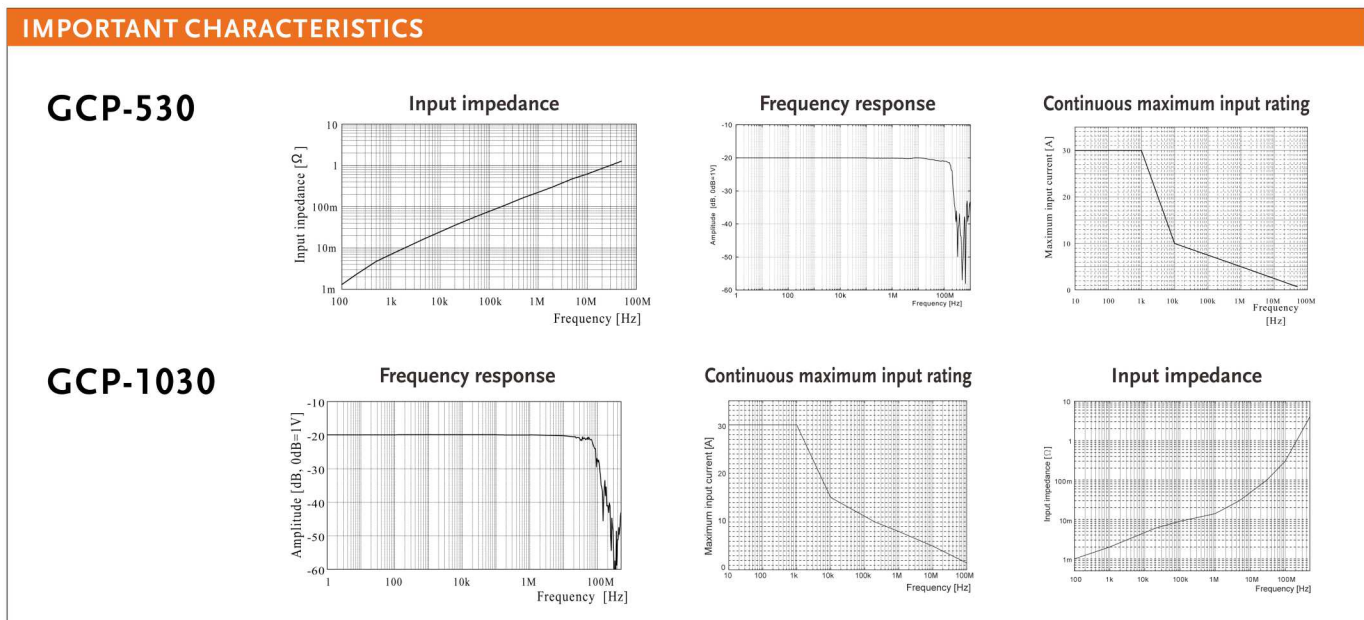 IMPORTANT CHARACTERISTICS
GCP-530
Input impedance
Input inpedance [Ω]
10
1
100m
10m
1m
100
1k
10k
100k
1M
10M
100M
Frequency [Hz]
Frequency response
Amplitude [dB, 0dB=1V]
-10
-20
-30
-40
-50
-60
1
100
10k
1M
100M
Frequency [Hz]
Continuous maximum input rating
Maximum input current [A]
30
20
10
0
10
100
1k
10k
100k
1M
10M
100M
Frequency
[Hz]
GCP-1030
Frequency response
Amplitude [dB, 0dB=1V]
-10
-20
-30
-40
-50
-60
1
100
10k
1M
100M
Frequency [Hz]
Continuous maximum input rating
Maximum input current [A]
30
20
10
0
10
100
1k
10k
100k
1M
10M
100M
Frequency [Hz]
Input impedance
Input impedance [Ω]
10
1
100m
10m
1m
100
1k
10k
100k
1M
10M
100M
Frequency [Hz]